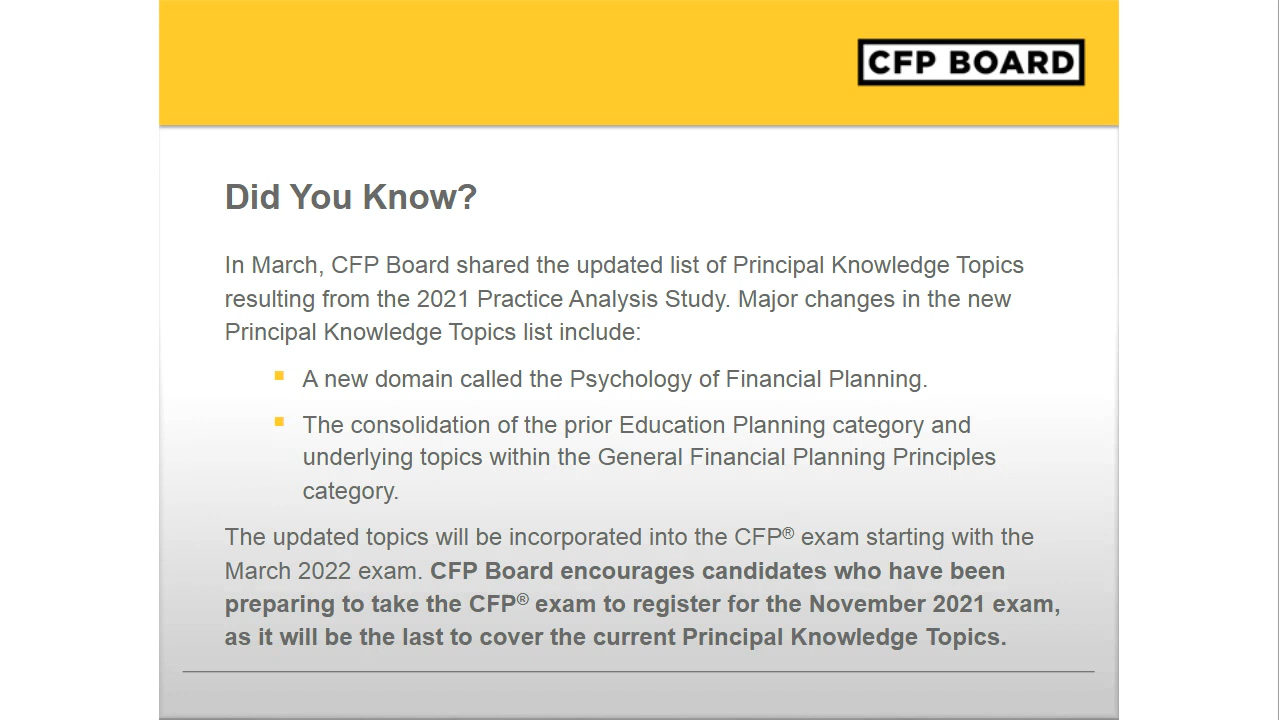 CFP BOARD
Did You Know?
In March, CFP Board shared the updated list of Principal Knowledge Topics
resulting from the 2021 Practice Analysis Study. Major changes in the new
Principal Knowledge Topics list include:
▪ A new domain called the Psychology of Financial Planning.
▪ The consolidation of the prior Education Planning category and
underlying topics within the General Financial Planning Principles
category.
The updated topics will be incorporated into the CFP® exam starting with the
March 2022 exam. CFP Board encourages candidates who have been
preparing to take the CFP® exam to register for the November 2021 exam,
as it will be the last to cover the current Principal Knowledge Topics.